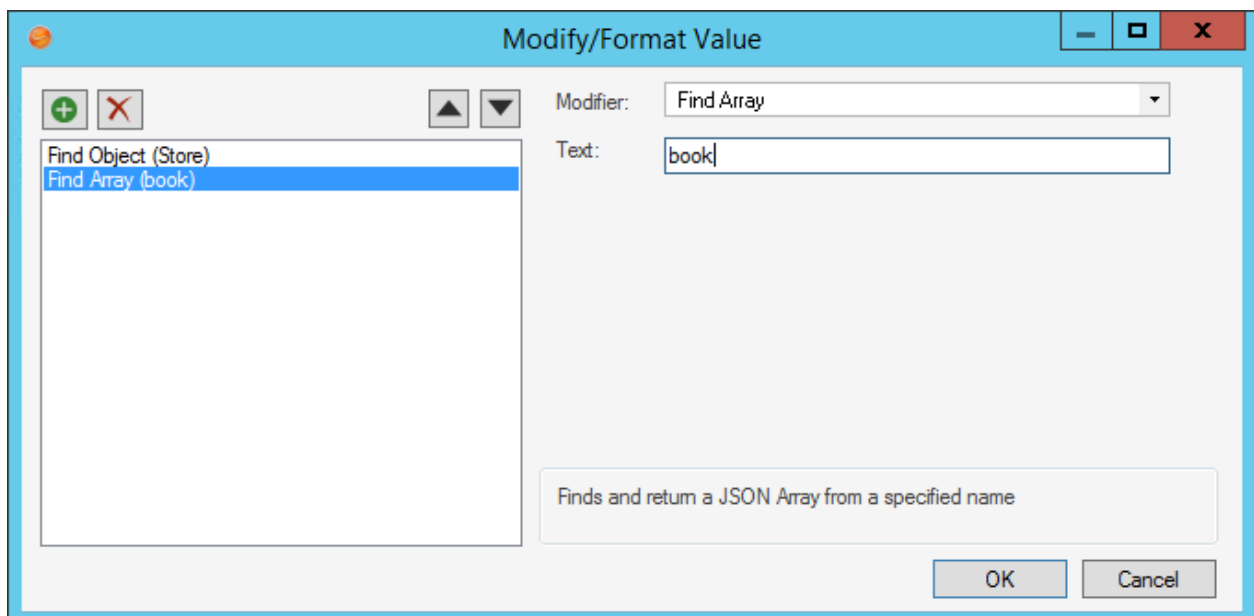 Modify/Format Value
X
Find Object (Store)
Find Array (book)
Modifier: Find Array
Text: book
Finds and return a JSON Array from a specified name
OK Cancel